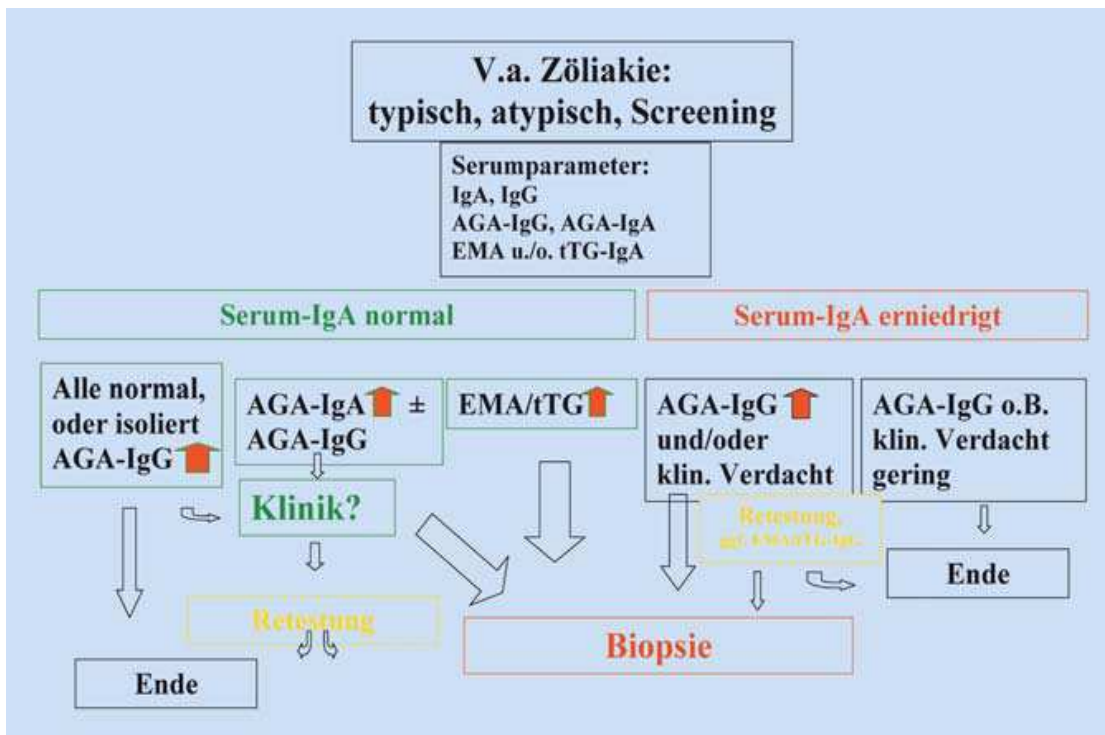 V.a. Zöliakie:
typisch, atypisch, Screening
Serumparameter:
IgA, IgG
AGA-IgG, AGA-IgA
EMA u./o. tTG-IgA
Serum-IgA normal
Serum-IgA erniedrigt
Alle normal,
oder isoliert
AGA-IgG
AGA-IgA ±
AGA-IgG
EMA/tTG
AGA-IgG
und/oder
klin. Verdacht
AGA-IgG o.B.
klin. Verdacht
gering
Klinik?
Retestung,
ggf.
Ende
Retestung
Biopsie
Ende